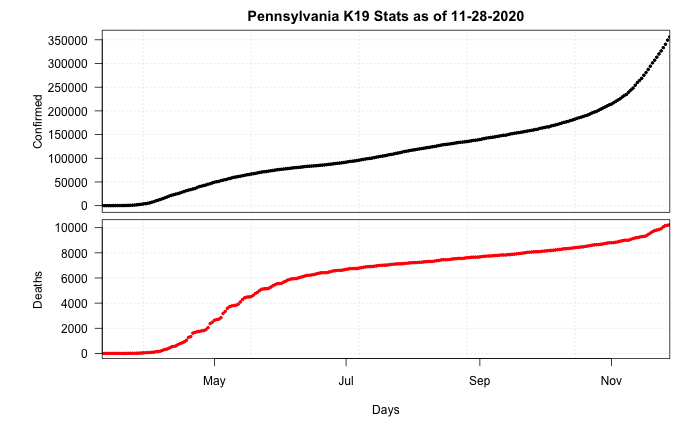 Pennsylvania K19 Stats as of 11-28-2020
Confirmed
350000
300000
250000
200000
150000
100000
50000
0
Deaths
10000
8000
6000
4000
2000
0
May Jul Sep Nov
Days